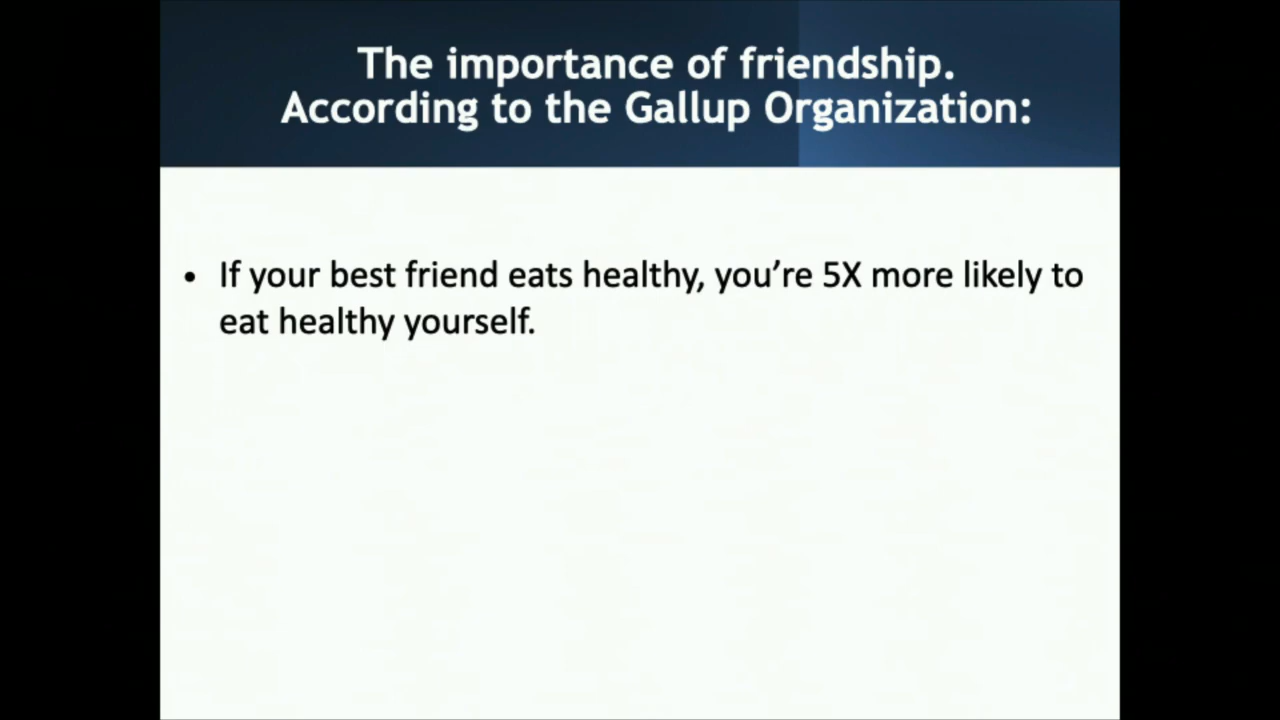 The importance of friendship.
According to the Gallup Organization:
• If your best friend eats healthy, you’re 5X more likely to
eat healthy yourself.